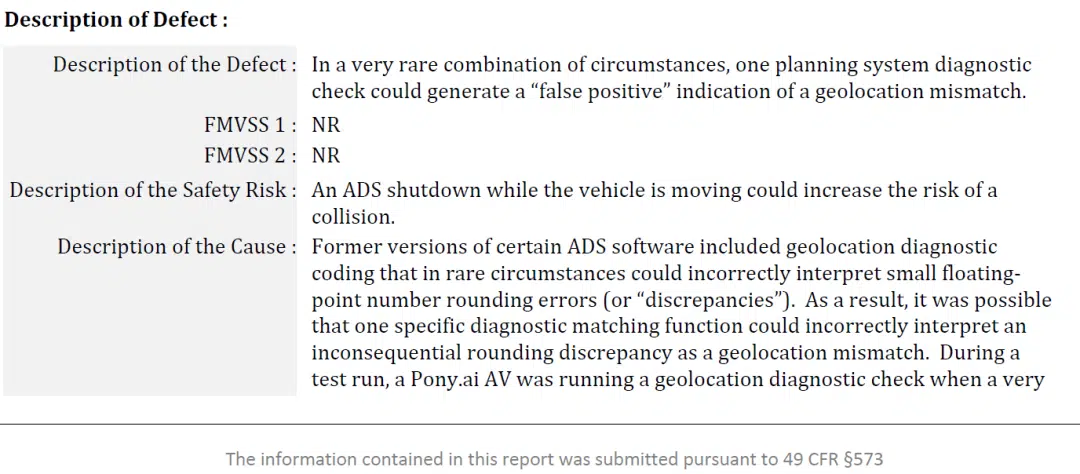 Description of Defect :
Description of the Defect : In a very rare combination of circumstances, one planning system diagnostic
check could generate a “false positive” indication of a geolocation mismatch.
FMVSS 1 : NR
FMVSS 2 : NR
Description of the Safety Risk : An ADS shutdown while the vehicle is moving could increase the risk of a
collision.
Description of the Cause : Former versions of certain ADS software included geolocation diagnostic
coding that in rare circumstances could incorrectly interpret small floating-
point number rounding errors (or “discrepancies”).  As a result, it was possible
that one specific diagnostic matching function could incorrectly interpret an
inconsequential rounding discrepancy as a geolocation mismatch.  During a
test run, a Pony.ai AV was running a geolocation diagnostic check when a very
The information contained in this report was submitted pursuant to 49 CFR §573